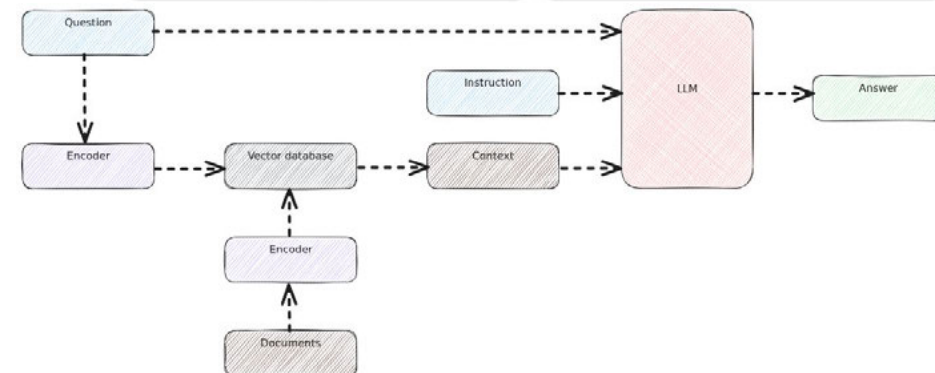 Question
Instruction
LLM
Answer
Encoder
Vector database
Context
Encoder
Documents